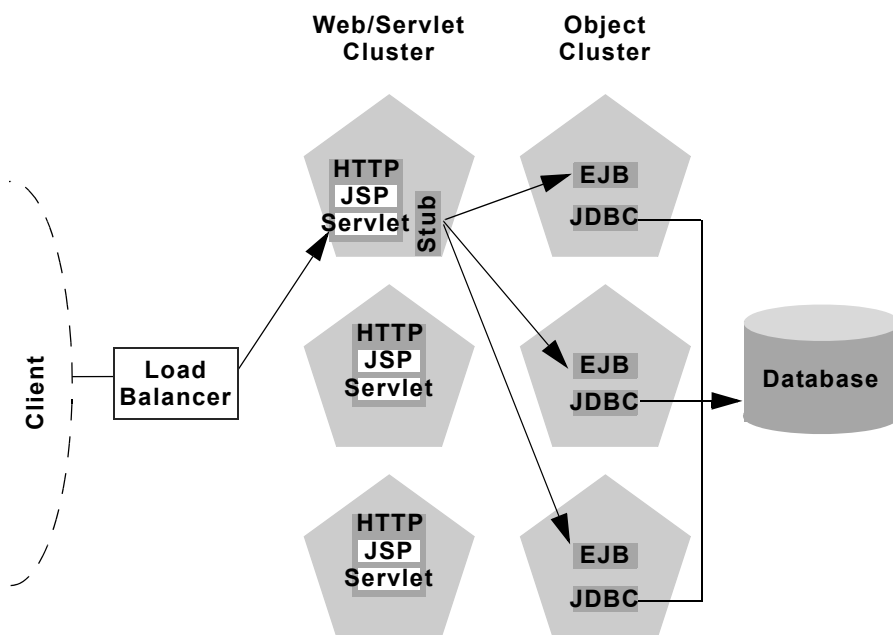 Web/Servlet
Cluster
Object
Cluster
HTTP
JSP
Servlet
Stub
EJB
JDBC
Client
Load
Balancer
HTTP
JSP
Servlet
EJB
JDBC
Database
HTTP
JSP
Servlet
EJB
JDBC